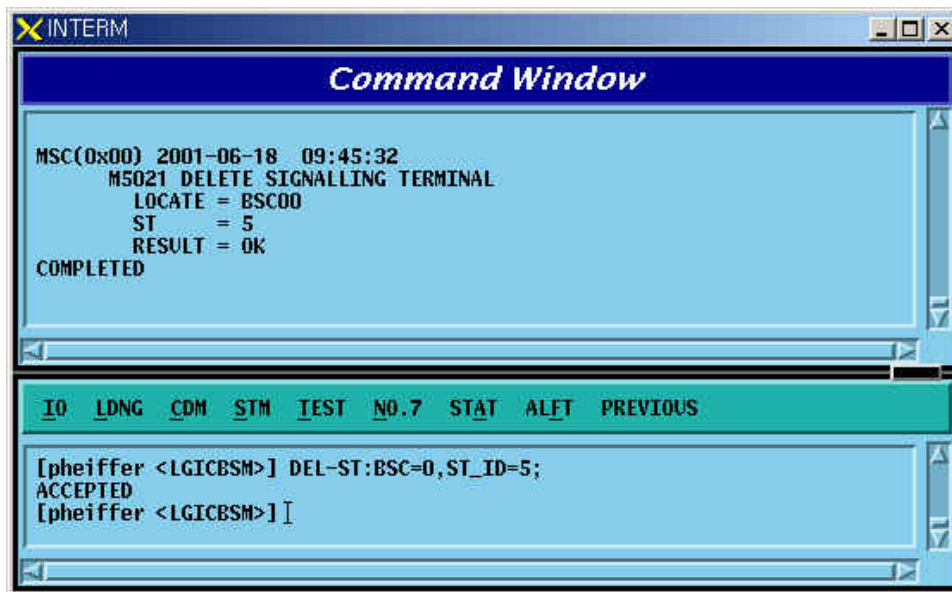 INTERM
Command Window
MSC(0x00) 2001-06-18 09:45:32
M5021 DELETE SIGNALLING TERMINAL
LOCATE = BSC00
ST = 5
RESULT = OK
COMPLETED
IO LDNG CDM STM TEST NO.7 STAT ALFT PREVIOUS
[pheiffer <LGICBSM>] DEL-ST:BSC=0,ST_ID=5;
ACCEPTED
[pheiffer <LGICBSM>]